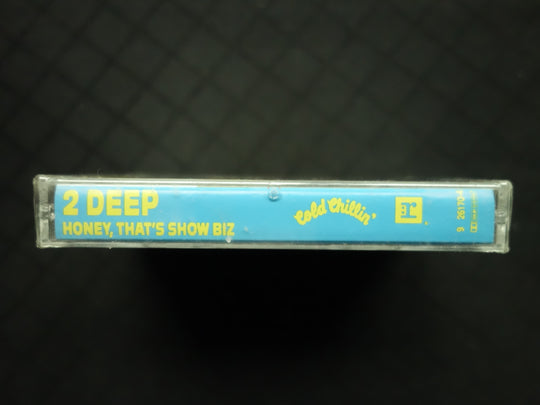 2 DEEP
HONEY, THAT'S SHOW BIZ
Cold Chillin'
9 26170-4